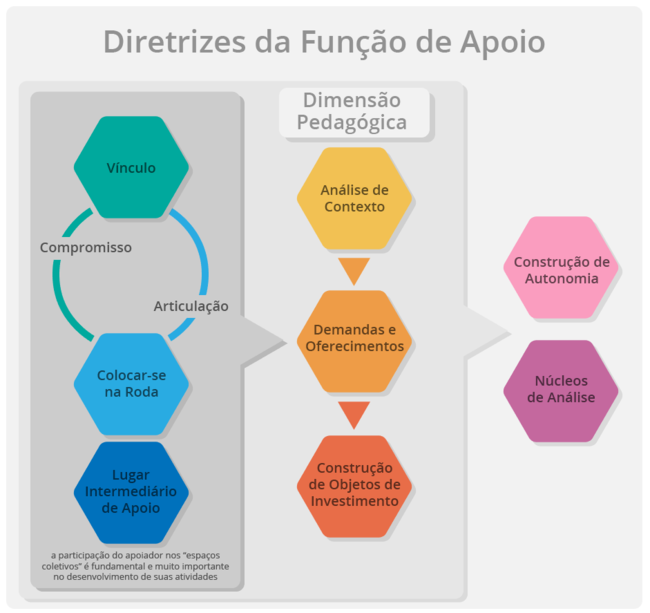 Diretrizes da Função de Apoio
Vínculo
Compromisso
Articulação
Colocar-se
na Roda
Lugar
Intermediário
de Apoio
a participação do apoiador nos "espaços
coletivos" é fundamental e muito importante
no desenvolvimento de suas atividades
Dimensão
Pedagógica
Análise de
Contexto
Demandas e
Oferecimentos
Construção
de Objetos de
Investimento
Construção de
Autonomia
Núcleos
de Análise